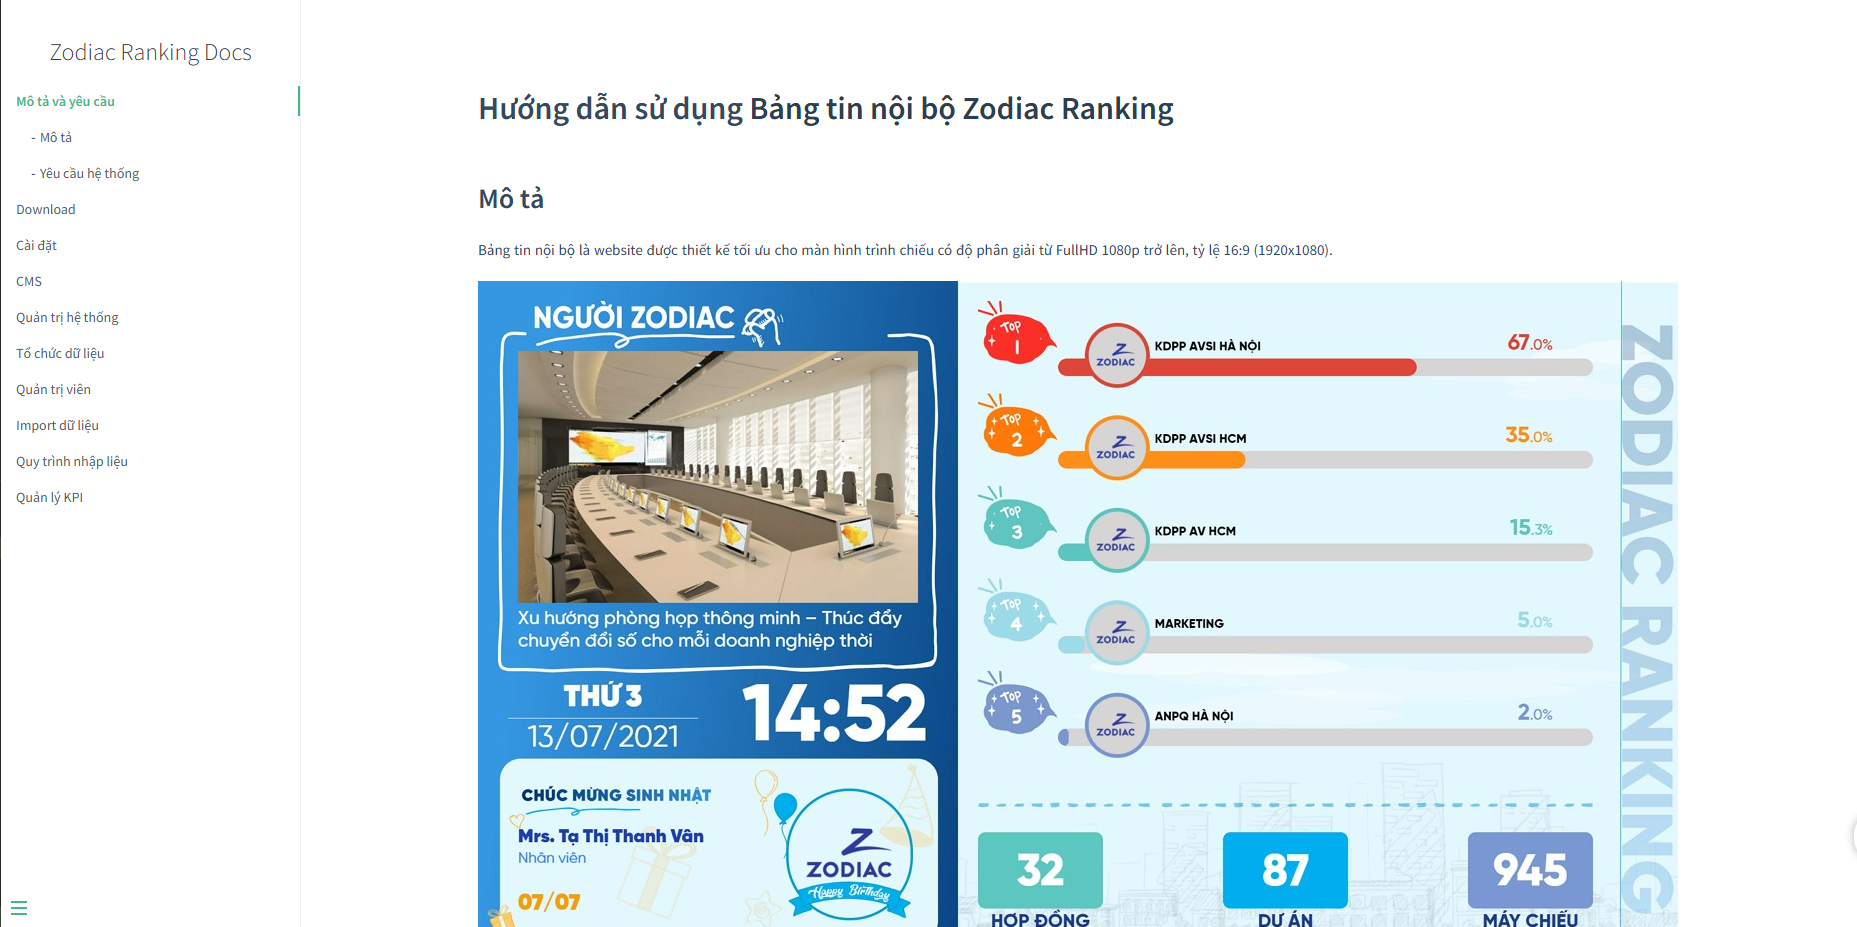 Zodiac Ranking Docs
Mô tả và yêu cầu
- Mô tả
- Yêu cầu hệ thống
Download
Cài đặt
CMS
Quản trị hệ thống
Tổ chức dữ liệu
Quản trị viên
Import dữ liệu
Quy trình nhập liệu
Quản lý KPI
Hướng dẫn sử dụng Bảng tin nội bộ Zodiac Ranking
Mô tả
Bảng tin nội bộ là website được thiết kế tối ưu cho màn hình trình chiếu có độ phân giải từ FullHD 1080p trở lên, tỷ lệ 16:9 (1920x1080).
NGƯỜI ZODIAC
Xu hướng phòng họp thông minh – Thúc đẩy
chuyển đổi số cho mỗi doanh nghiệp thời
THỨ 3
13/07/2021
14:52
CHÚC MỪNG SINH NHẬT
Mrs. Tạ Thị Thanh Vân
Nhân viên
07/07
ZODIAC
Happy Birthday
TOP 1
ZODIAC
KDPP AVSI HÀ NỘI
67.0%
TOP 2
ZODIAC
KDPP AVSI HCM
35.0%
TOP 3
ZODIAC
KDPP AV HCM
15.3%
TOP 4
ZODIAC
MARKETING
5.0%
TOP 5
ZODIAC
ANPQ HÀ NỘI
2.0%
32
HỢP ĐỒNG
87
DỰ ÁN
945
MÁY CHIẾU
ZODIAC RANKING